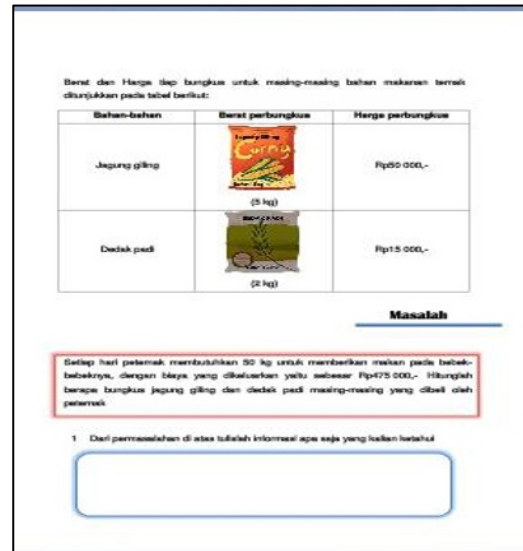 Berat dan Harga tiap bungkus untuk masing-masing bahan makanan ternak
ditunjukkan pada tabel berikut:
Bahan-bahan Berat perbungkus Harga perbungkus
Jagung giling
Corny
(5 kg)
Dedak padi
Rp15 000,-
(2 kg)
Masalah
Setiap hari peternak membutuhkan 50 kg untuk memberikan makan pada bebek-
bebeknya, dengan biaya yang dikeluarkan yaitu sebesar Rp475 000,- Hitunglah
berapa bungkus jagung giling dan dedak padi masing-masing yang dibeli oleh
peternak
1 Dari permasalahan di atas tulislah informasi apa saja yang kalian ketahui